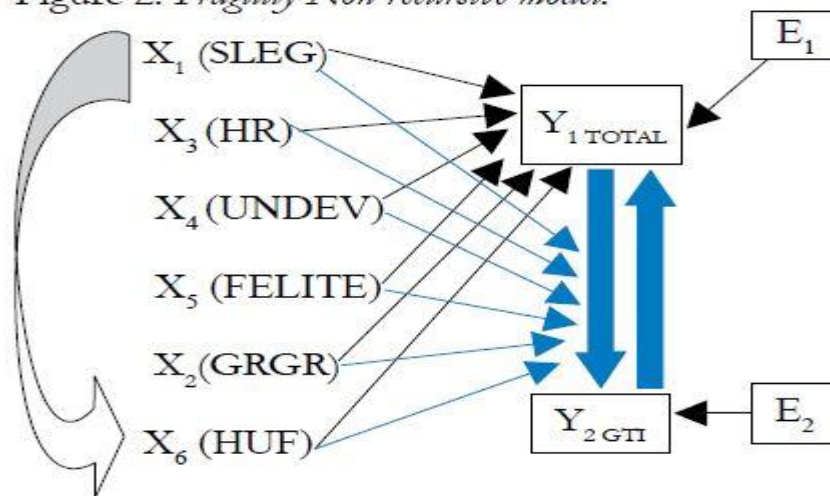 Figure 2. Fragility Non-recursive model.
X₁ (SLEG)
E₁
Y₁ TOTAL
X₃ (HR)
X₄ (UNDEV)
X₅ (FELITE)
X₂(GRGR)
X₆ (HUF)
Y₂ GTI
E₂